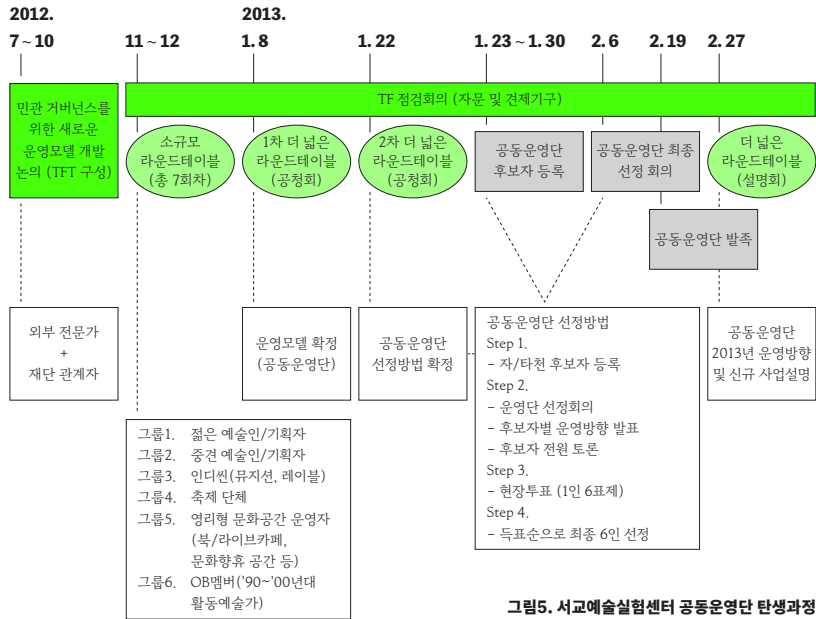 2012.
2013.
7~10
11~12
1. 8
1. 22
1. 23~1. 30
2. 6
2. 19
2. 27
민관 거버넌스를
위한 새로운
운영모델 개발
논의 (TFT 구성)
TF 점검회의 (자문 및 견제기구)
소규모
라운드테이블
(총 7회차)
1차 더 넓은
라운드테이블
(공청회)
2차 더 넓은
라운드테이블
(공청회)
공동운영단
후보자 등록
공동운영단 최종
선정 회의
더 넓은
라운드테이블
(설명회)
공동운영단 발족
외부 전문가
+
재단 관계자
운영모델 확정
(공동운영단)
공동운영단
선정방법 확정
공동운영단 선정방법
Step 1.
– 자/타천 후보자 등록
Step 2.
– 운영단 선정회의
– 후보자별 운영방향 발표
– 후보자 전원 토론
Step 3.
– 현장투표 (1인 6표제)
Step 4.
– 득표순으로 최종 6인 선정
공동운영단
2013년 운영방향
및 신규 사업설명
그룹1. 젊은 예술인/기획자
그룹2. 중견 예술인/기획자
그룹3. 인디씬(뮤지션, 레이블)
그룹4. 축제 단체
그룹5. 영리형 문화공간 운영자
(북/라이브카페,
문화향휴 공간 등)
그룹6. OB멤버('90~'00년대
활동예술가)
그림5. 서교예술실험센터 공동운영단 탄생과정